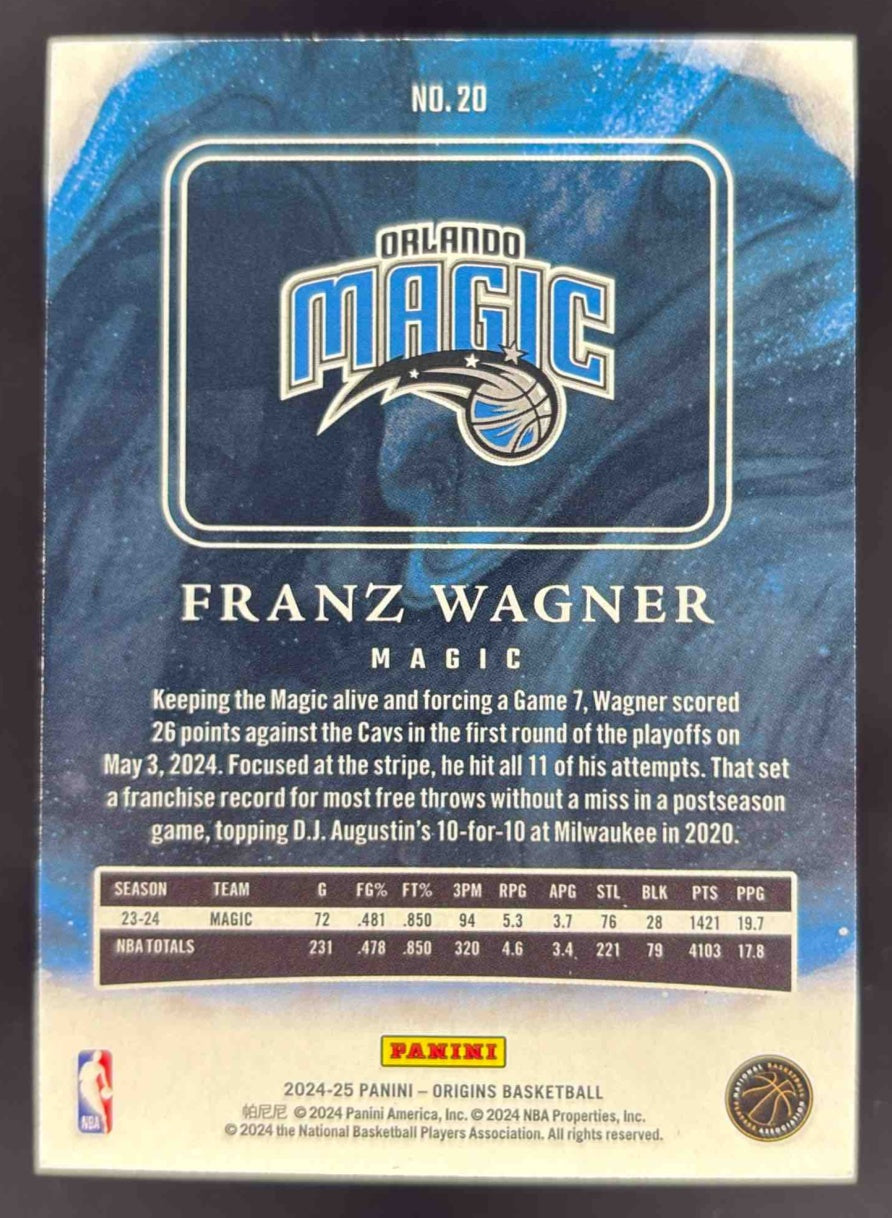 NO. 20
ORLANDO
MAGIC
FRANZ WAGNER
MAGIC
Keeping the Magic alive and forcing a Game 7, Wagner scored
26 points against the Cavs in the first round of the playoffs on
May 3, 2024. Focused at the stripe, he hit all 11 of his attempts. That set
a franchise record for most free throws without a miss in a postseason
game, topping D.J. Augustin's 10-for-10 at Milwaukee in 2020.
SEASON TEAM G FG% FT% 3PM RPG APG STL BLK PTS PPG
23-24 MAGIC 72 .481 .850 94 5.3 3.7 76 28 1421 19.7
NBA TOTALS 231 .478 .850 320 4.6 3.4 221 79 4103 17.8
PANINI
NBA
NATIONAL BASKETBALL PLAYERS ASSOCIATION
2024-25 PANINI – ORIGINS BASKETBALL
帕尼尼 © 2024 Panini America, Inc. © 2024 NBA Properties, Inc.
© 2024 the National Basketball Players Association. All rights reserved.